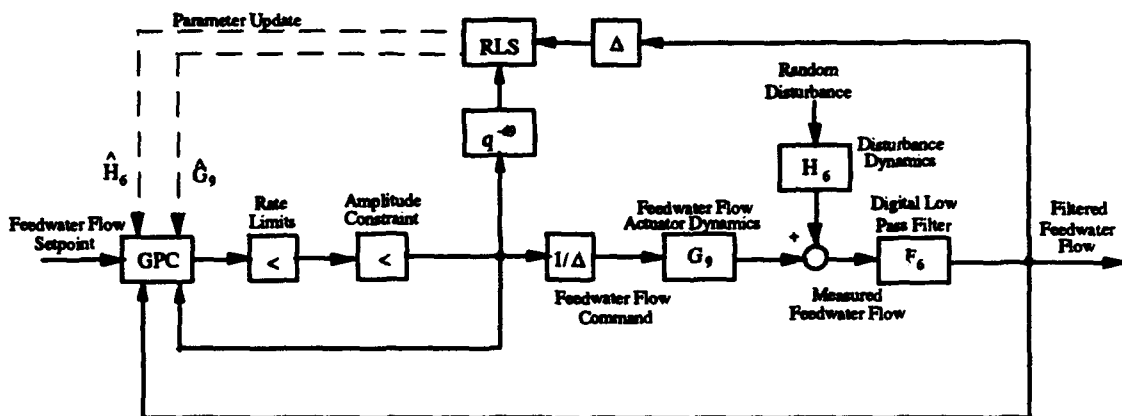 Parameter Update
RLS
Δ
Random
Disturbance
Disturbance
Dynamics
H₆
Ĥ₆
Ĝ₉
Feedwater Flow
Setpoint
GPC
Rate
Limits
<
Amplitude
Constraint
<
1/Δ
Feedwater Flow
Command
Feedwater Flow
Actuator Dynamics
G₉
+
Measured
Feedwater Flow
Digital Low
Pass Filter
F₆
Filtered
Feedwater
Flow